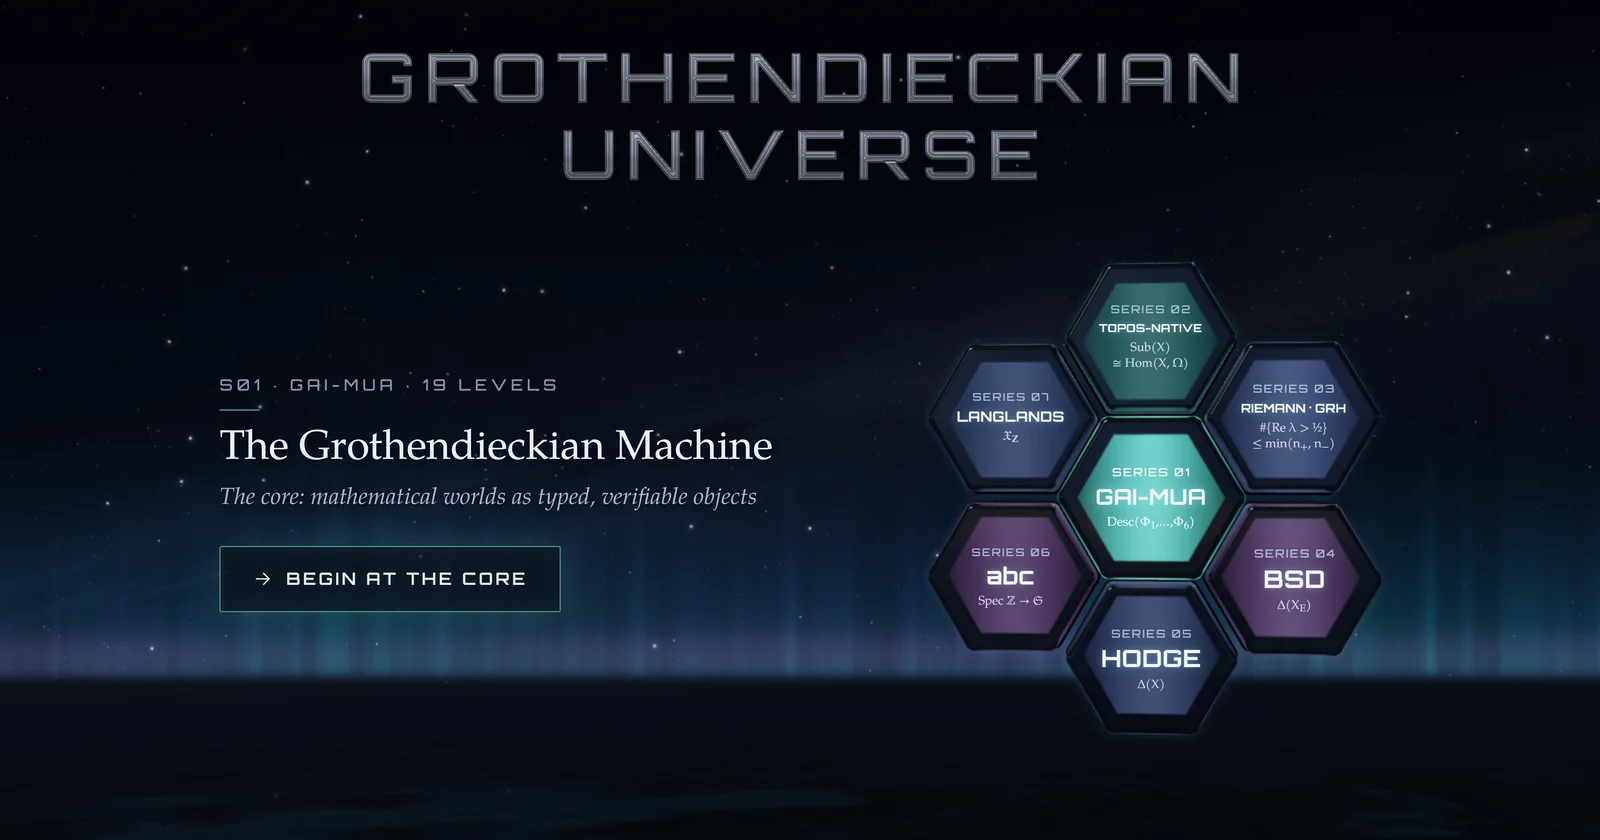 GROTHENDIECKIAN
UNIVERSE
S01 · GAI-MUA · 19 LEVELS
The Grothendieckian Machine
The core: mathematical worlds as typed, verifiable objects
→ BEGIN AT THE CORE
SERIES 02
TOPOS-NATIVE
Sub(X)
≅ Hom(X, Ω)
SERIES 07
LANGLANDS
𝔛_Z
SERIES 03
RIEMANN · GRH
#{Re λ > ½}
≤ min(n₊, n₋)
SERIES 01
GAI-MUA
Desc(Φ₁,...,Φ₆)
SERIES 06
abc
Spec ℤ → 𝔖
SERIES 04
BSD
Δ(X_E)
SERIES 05
HODGE
Δ(X)